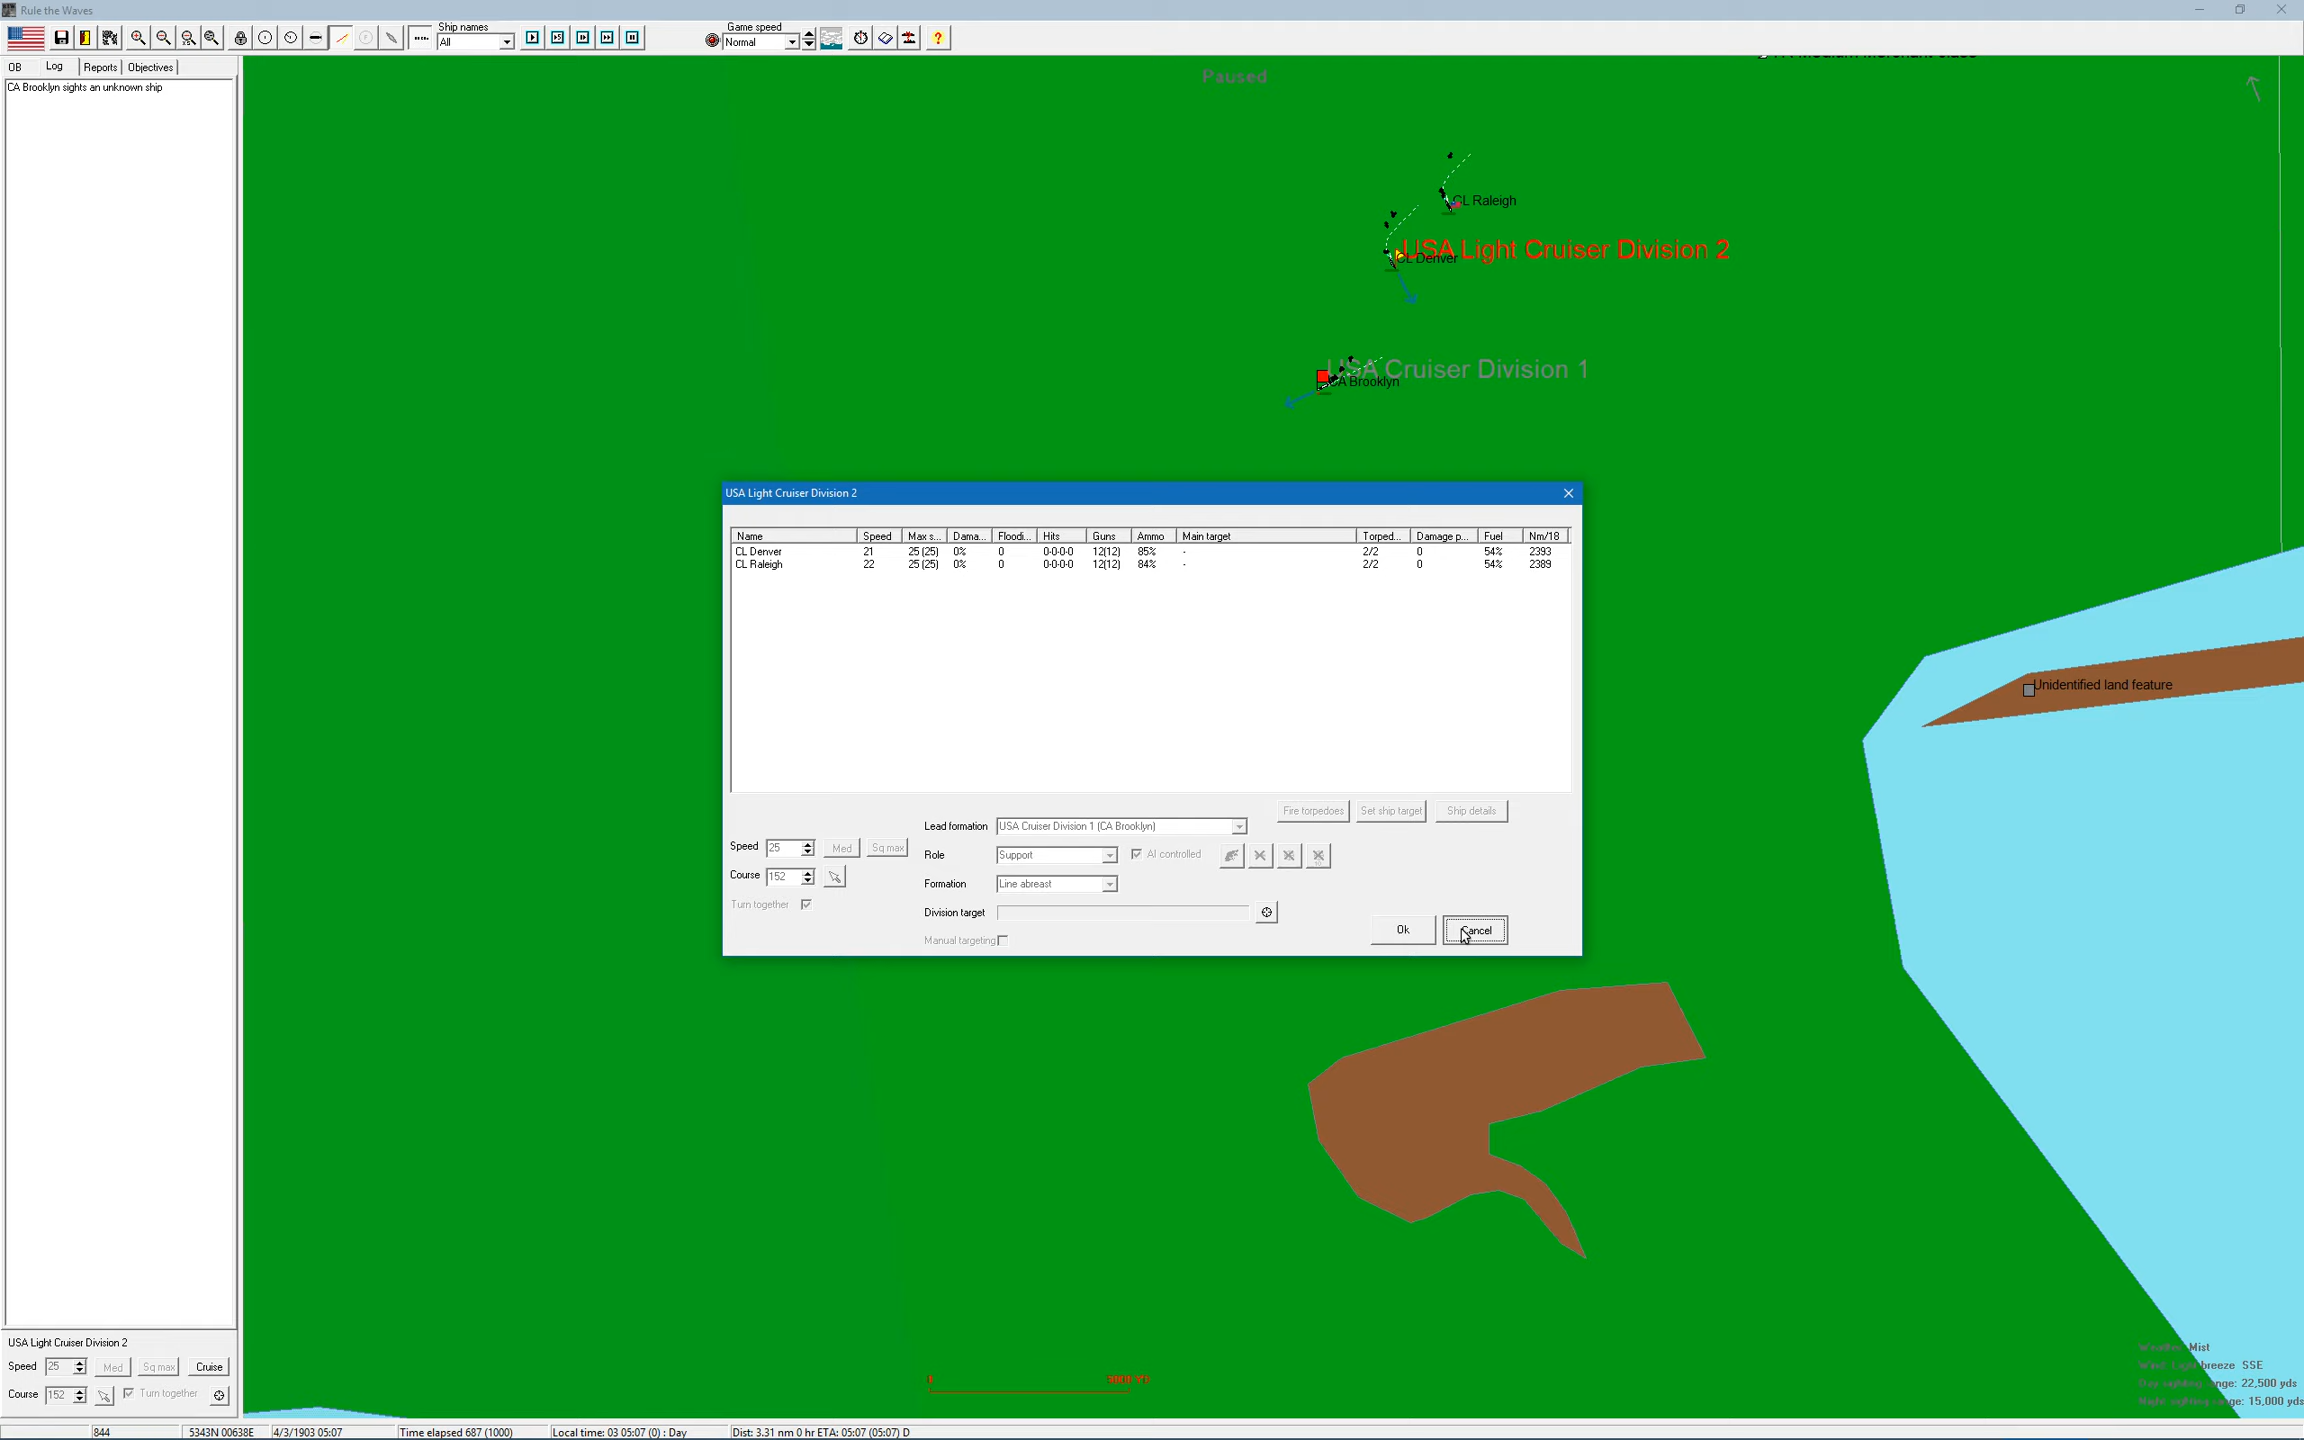 Rule the Waves
Ship names
All
Game speed
Normal
OB Log Reports Objectives
CA Brooklyn sights an unknown ship
Paused
CL Raleigh
USA Light Cruiser Division 2
CL Denver
USA Cruiser Division 1
CA Brooklyn
USA Light Cruiser Division 2
Name Speed Max s... Dama... Floodi... Hits Guns Ammo Main target Torped... Damage p... Fuel Nm/18
CL Denver 21 25 (25) 0% 0 0-0-0-0 12(12) 85% - 2/2 0 54% 2393
CL Raleigh 22 25 (25) 0% 0 0-0-0-0 12(12) 84% - 2/2 0 54% 2389
Unidentified land feature
Fire torpedoes Set ship target Ship details
Lead formation USA Cruiser Division 1 (CA Brooklyn)
Speed 25 Med Sq max
Role Support AI controlled
Course 152
Formation Line abreast
Turn together
Division target
Manual targeting
Ok Cancel
USA Light Cruiser Division 2
Speed 25 Med Sq max Cruise
Course 152 Turn together
Mist
breeze SSE
22,500 yds
15,000 yds
844 5343N 00638E 4/3/1903 05:07 Time elapsed 687 (1000) Local time: 03 05:07 (0) : Day Dist: 3.31 nm 0 hr ETA: 05:07 (05:07) D